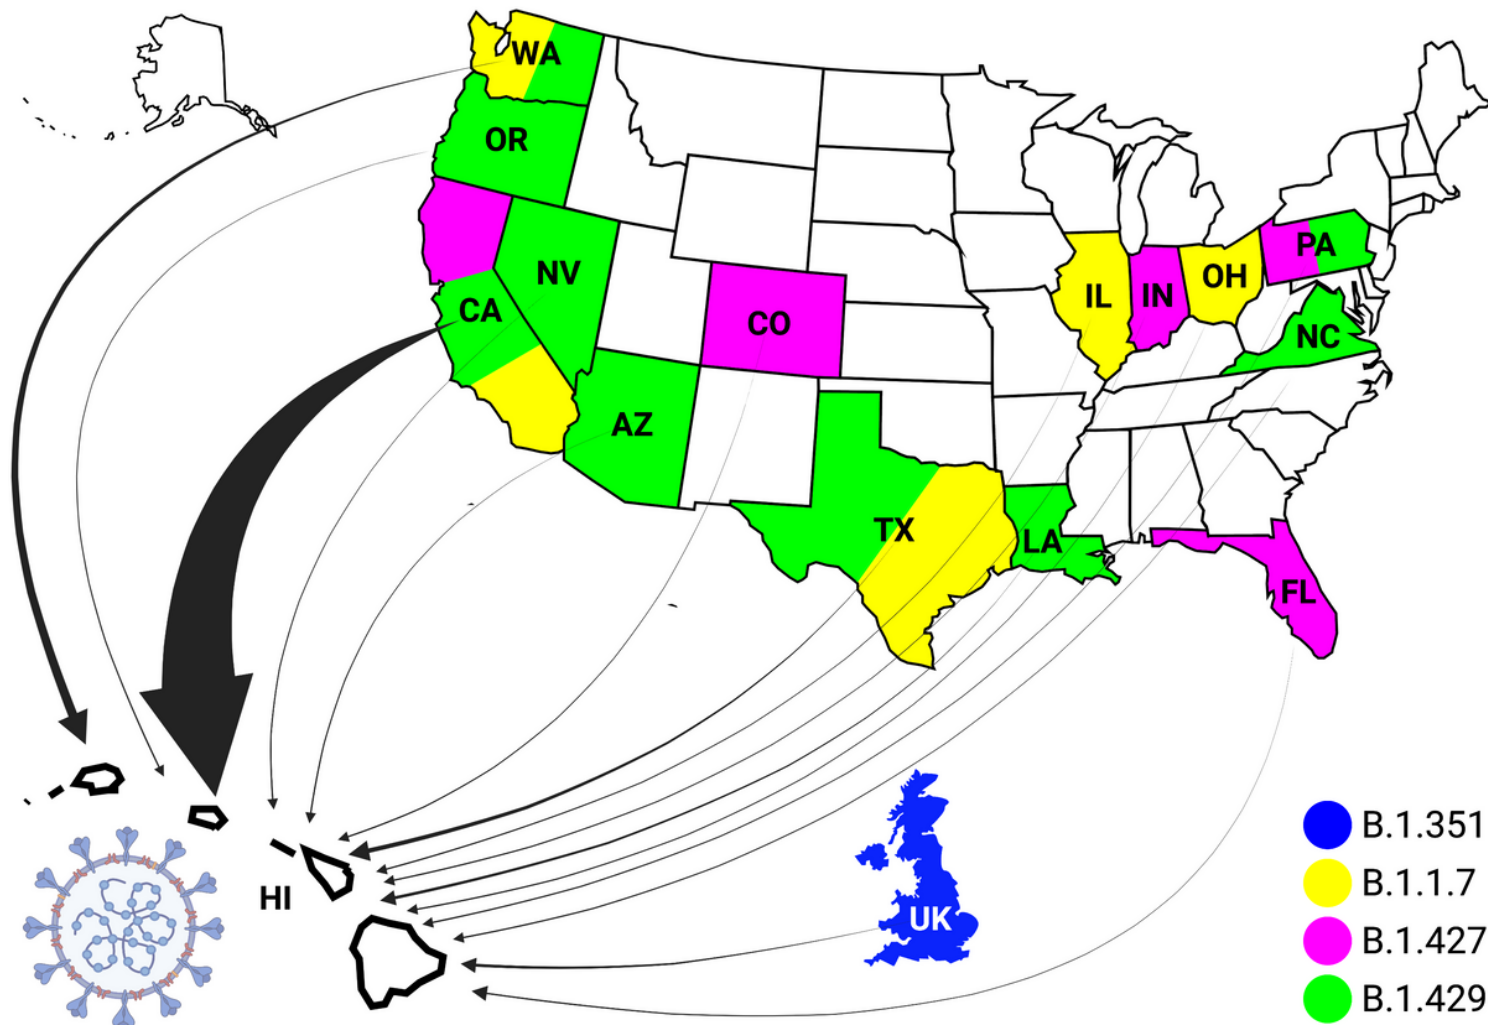 WA
OR
NV
CA
CO
AZ
TX
LA
IL
IN
OH
PA
NC
FL
HI
UK
B.1.351
B.1.1.7
B.1.427
B.1.429